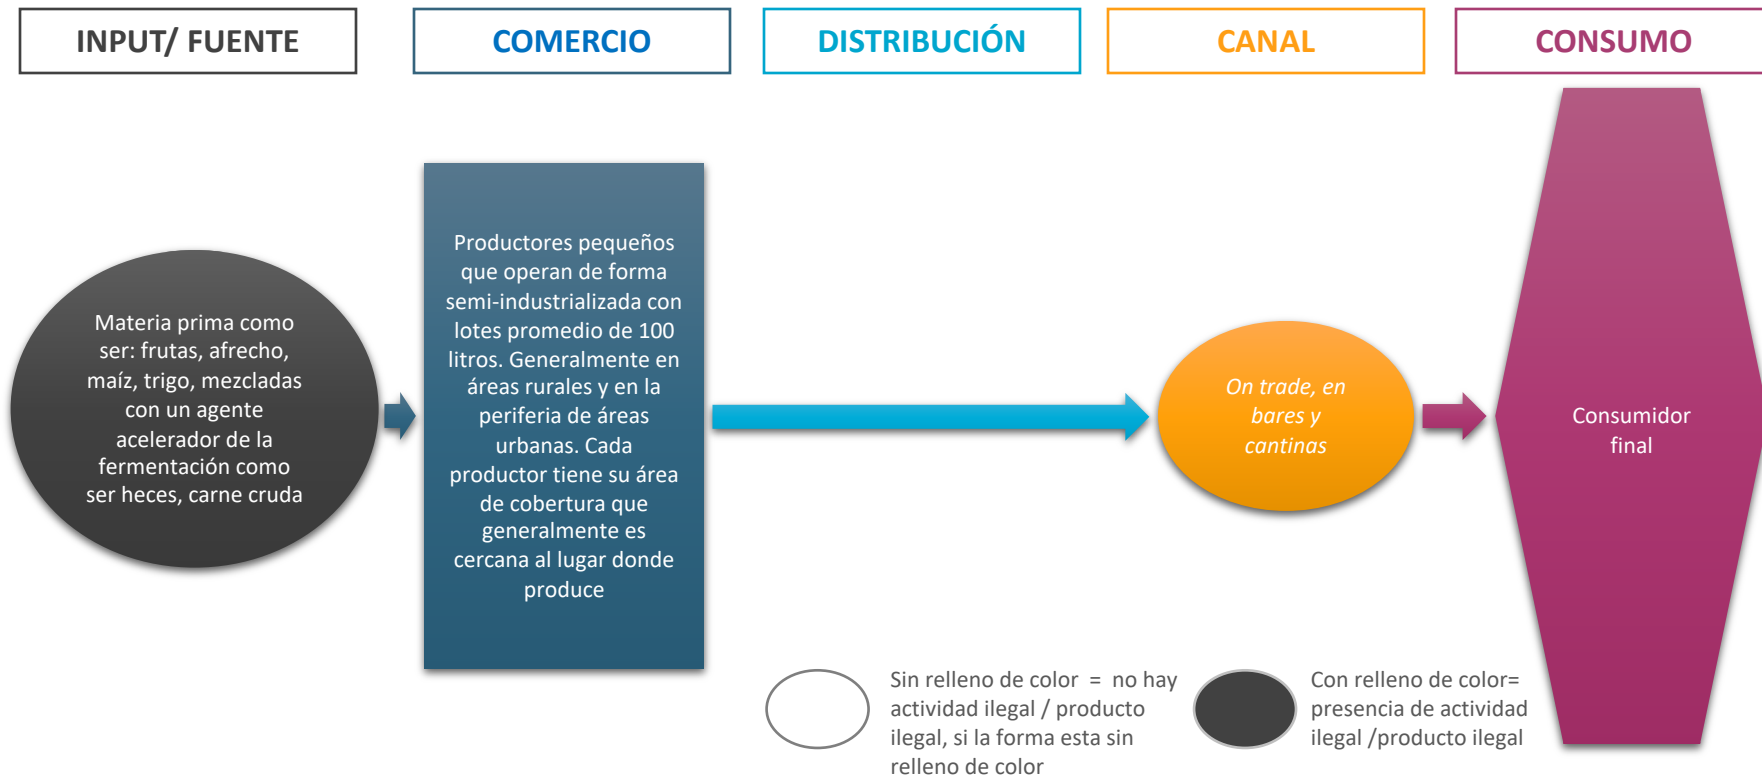 INPUT/ FUENTE
COMERCIO
DISTRIBUCIÓN
CANAL
CONSUMO
Materia prima como
ser: frutas, afrecho,
maíz, trigo, mezcladas
con un agente
acelerador de la
fermentación como
ser heces, carne cruda
Productores pequeños
que operan de forma
semi-industrializada con
lotes promedio de 100
litros. Generalmente en
áreas rurales y en la
periferia de áreas
urbanas. Cada
productor tiene su área
de cobertura que
generalmente es
cercana al lugar donde
produce
On trade, en
bares y
cantinas
Consumidor
final
Sin relleno de color = no hay
actividad ilegal / producto
ilegal, si la forma esta sin
relleno de color
Con relleno de color=
presencia de actividad
ilegal /producto ilegal